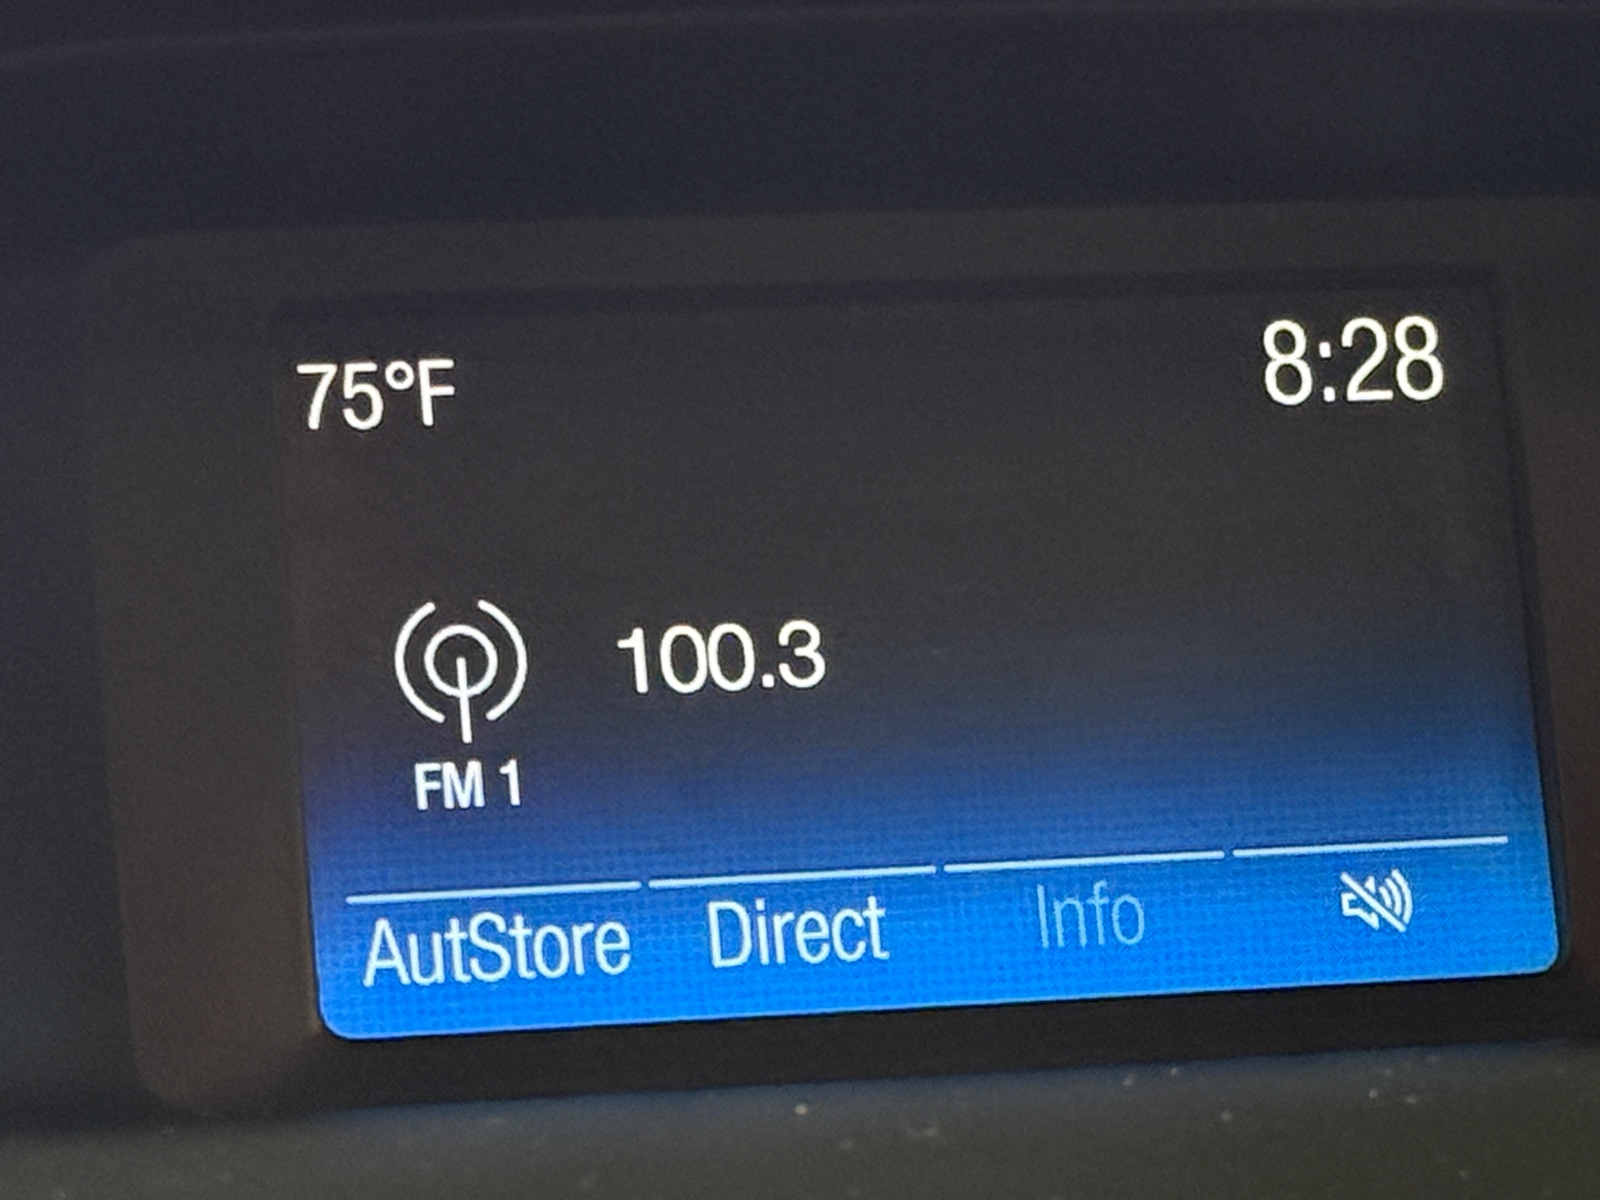 75°F
8:28
100.3
FM 1
AutStore
Direct
Info